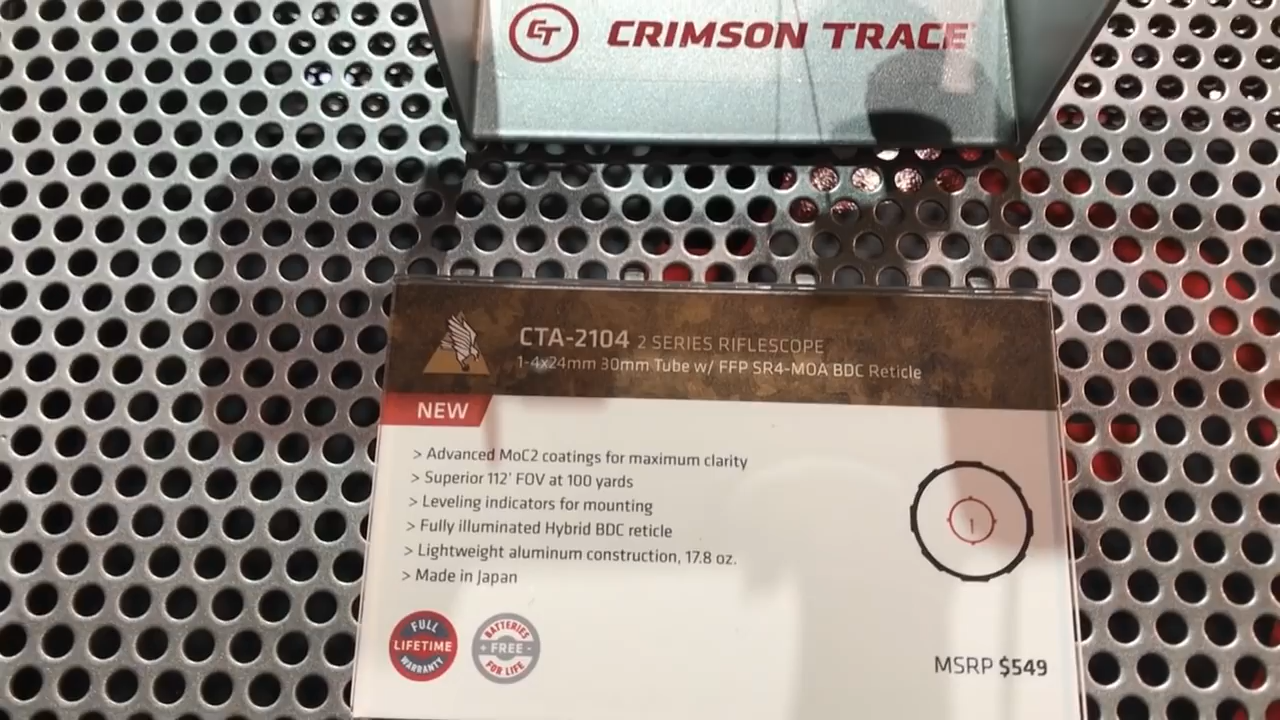 CT CRIMSON TRACE
CTA-2104 2 SERIES RIFLESCOPE
1-4x24mm 30mm Tube w/ FFP SR4-MOA BDC Reticle
NEW
> Advanced MoC2 coatings for maximum clarity
> Superior 112' FOV at 100 yards
> Leveling indicators for mounting
> Fully illuminated Hybrid BDC reticle
> Lightweight aluminum construction, 17.8 oz.
> Made in Japan
FULL
LIFETIME
WARRANTY
BATTERIES
FREE
FOR LIFE
MSRP $549